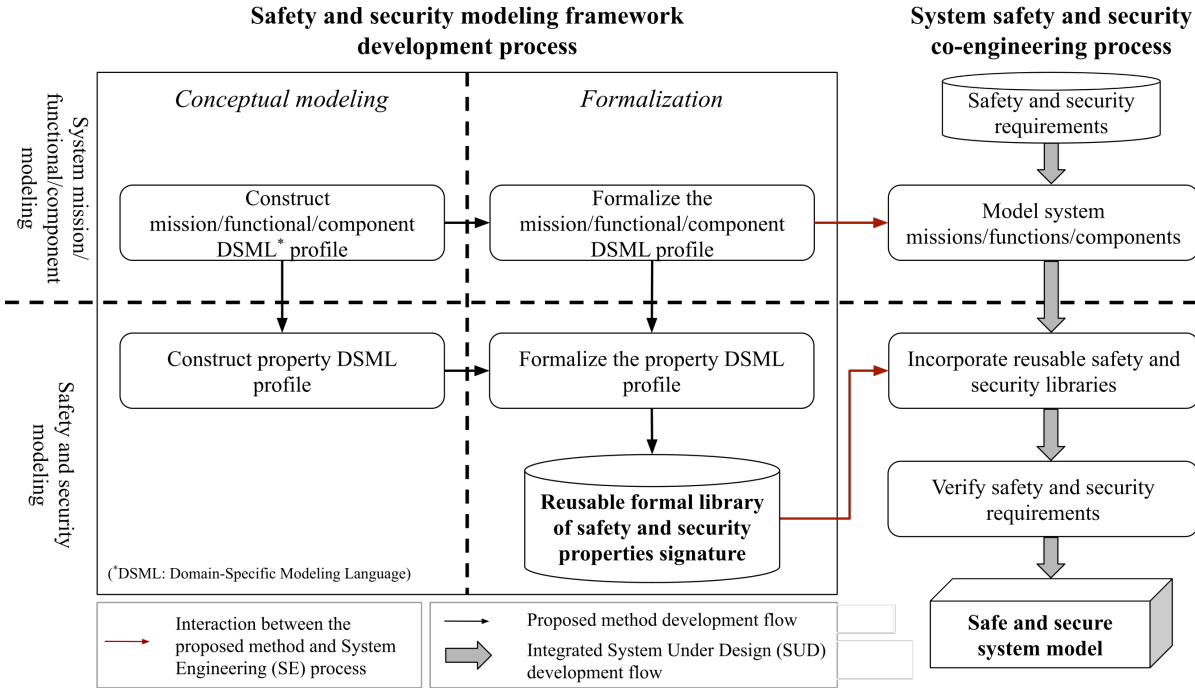 Safety and security modeling framework
development process
System safety and security
co-engineering process
Conceptual modeling
Formalization
System mission/
functional/component
modeling
Safety and security
requirements
Construct
mission/functional/component
DSML* profile
Formalize the
mission/functional/component
DSML profile
Model system
missions/functions/components
Safety and security
modeling
Construct property DSML
profile
Formalize the property DSML
profile
Incorporate reusable safety and
security libraries
Reusable formal library
of safety and security
properties signature
Verify safety and security
requirements
(*DSML: Domain-Specific Modeling Language)
Safe and secure
system model
Interaction between the
proposed method and System
Engineering (SE) process
Proposed method development flow
Integrated System Under Design (SUD)
development flow